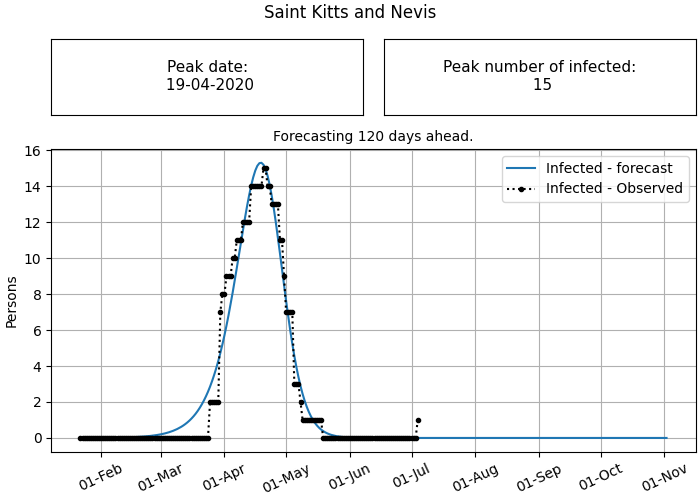 Saint Kitts and Nevis
Peak date:
19-04-2020
Peak number of infected:
15
Forecasting 120 days ahead.
Infected - forecast
Infected - Observed
Persons
16
14
12
10
8
6
4
2
0
01-Feb
01-Mar
01-Apr
01-May
01-Jun
01-Jul
01-Aug
01-Sep
01-Oct
01-Nov